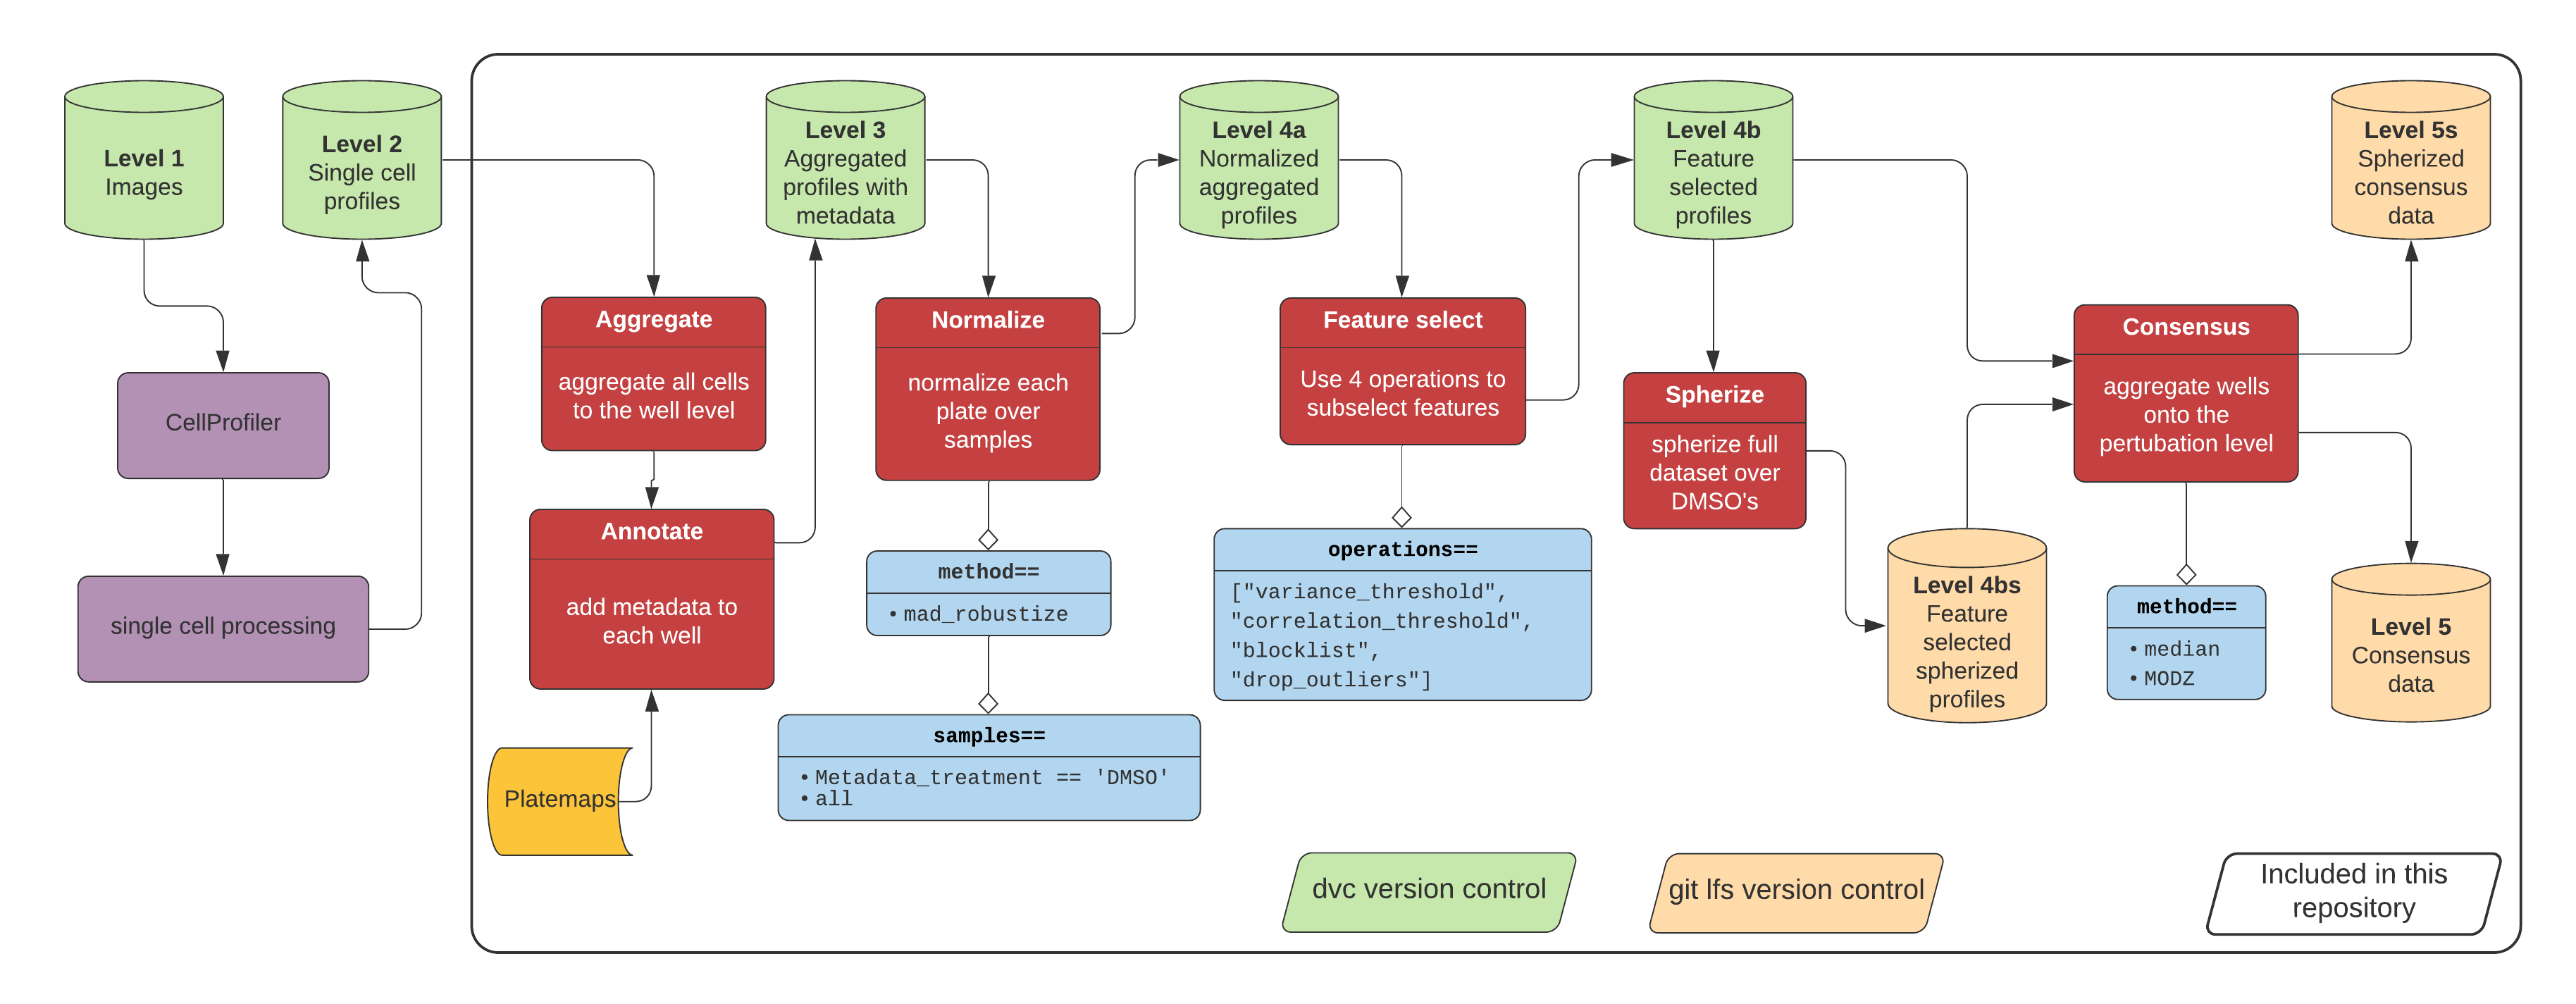 Level 1
Images
CellProfiler
single cell processing
Level 2
Single cell
profiles
Aggregate
aggregate all cells
to the well level
Annotate
add metadata to
each well
Platemaps
Level 3
Aggregated
profiles with
metadata
Normalize
normalize each
plate over
samples
method==
• mad_robustize
samples==
• Metadata_treatment == 'DMSO'
• all
Level 4a
Normalized
aggregated
profiles
Feature select
Use 4 operations to
subselect features
operations==
["variance_threshold",
"correlation_threshold",
"blocklist",
"drop_outliers"]
Level 4b
Feature
selected
profiles
Spherize
spherize full
dataset over
DMSO's
Level 4bs
Feature
selected
spherized
profiles
Consensus
aggregate wells
onto the
pertubation level
method==
• median
• MODZ
Level 5s
Spherized
consensus
data
Level 5
Consensus
data
dvc version control
git lfs version control
Included in this
repository